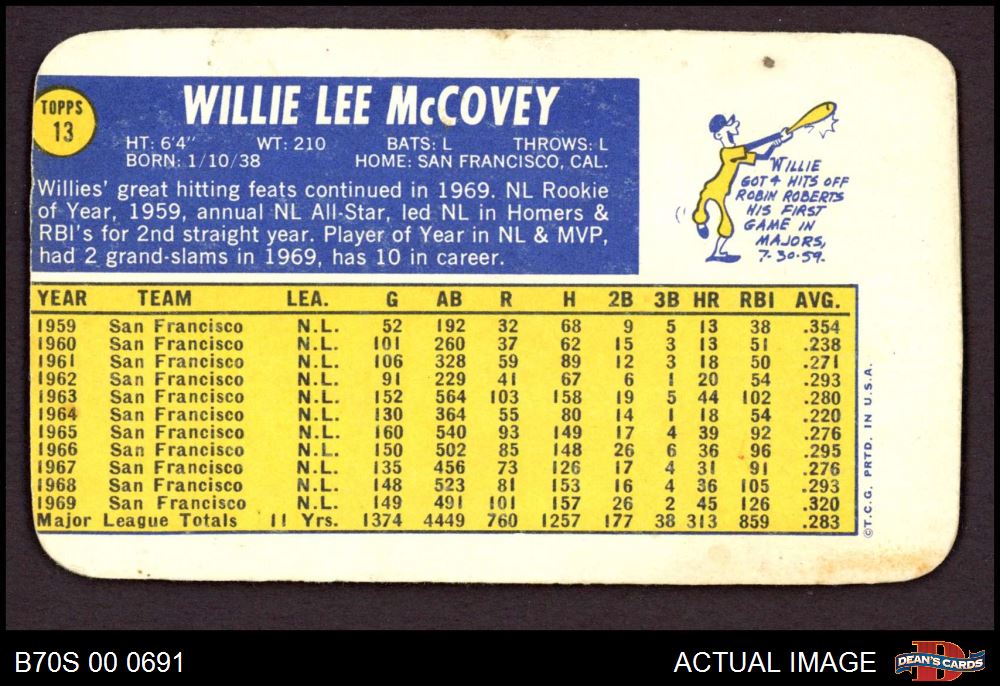 TOPPS
13
WILLIE LEE McCOVEY
HT: 6'4" WT: 210 BATS: L THROWS: L
BORN: 1/10/38 HOME: SAN FRANCISCO, CAL.
Willies' great hitting feats continued in 1969. NL Rookie
of Year, 1959, annual NL All-Star, led NL in Homers &
RBI's for 2nd straight year. Player of Year in NL & MVP,
had 2 grand-slams in 1969, has 10 in career.
WILLIE
GOT 4 HITS OFF
ROBIN ROBERTS
HIS FIRST
GAME IN
MAJORS,
7-30-59.
YEAR TEAM LEA. G AB R H 2B 3B HR RBI AVG.
1959 San Francisco N.L. 52 192 32 68 9 5 13 38 .354
1960 San Francisco N.L. 101 260 37 62 15 3 13 51 .238
1961 San Francisco N.L. 106 328 59 89 12 3 18 50 .271
1962 San Francisco N.L. 91 229 41 67 6 1 20 54 .293
1963 San Francisco N.L. 152 564 103 158 19 5 44 102 .280
1964 San Francisco N.L. 130 364 55 80 14 1 18 54 .220
1965 San Francisco N.L. 160 540 93 149 17 4 39 92 .276
1966 San Francisco N.L. 150 502 85 148 26 6 36 96 .295
1967 San Francisco N.L. 135 456 73 126 17 4 31 91 .276
1968 San Francisco N.L. 148 523 81 153 16 4 36 105 .293
1969 San Francisco N.L. 149 491 101 157 26 2 45 126 .320
Major League Totals 11 Yrs. 1374 4449 760 1257 177 38 313 859 .283
©T.C.G. PRTD. IN U.S.A.
B70S 00 0691
ACTUAL IMAGE
D
DEAN'S CARDS